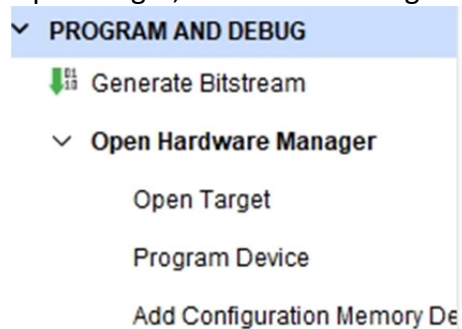 PROGRAM AND DEBUG
Generate Bitstream
Open Hardware Manager
Open Target
Program Device
Add Configuration Memory De